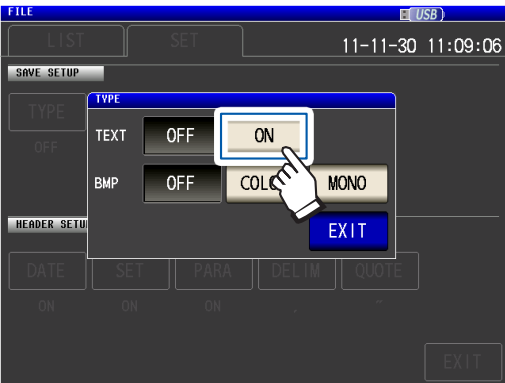 FILE USB
LIST SET 11-11-30 11:09:06
SAVE SETUP
TYPE
OFF
TYPE
TEXT OFF ON
BMP OFF MONO
EXIT
HEADER SETU
DATE SET PARA DELIM QUOTE
ON ON ON . ~
EXIT